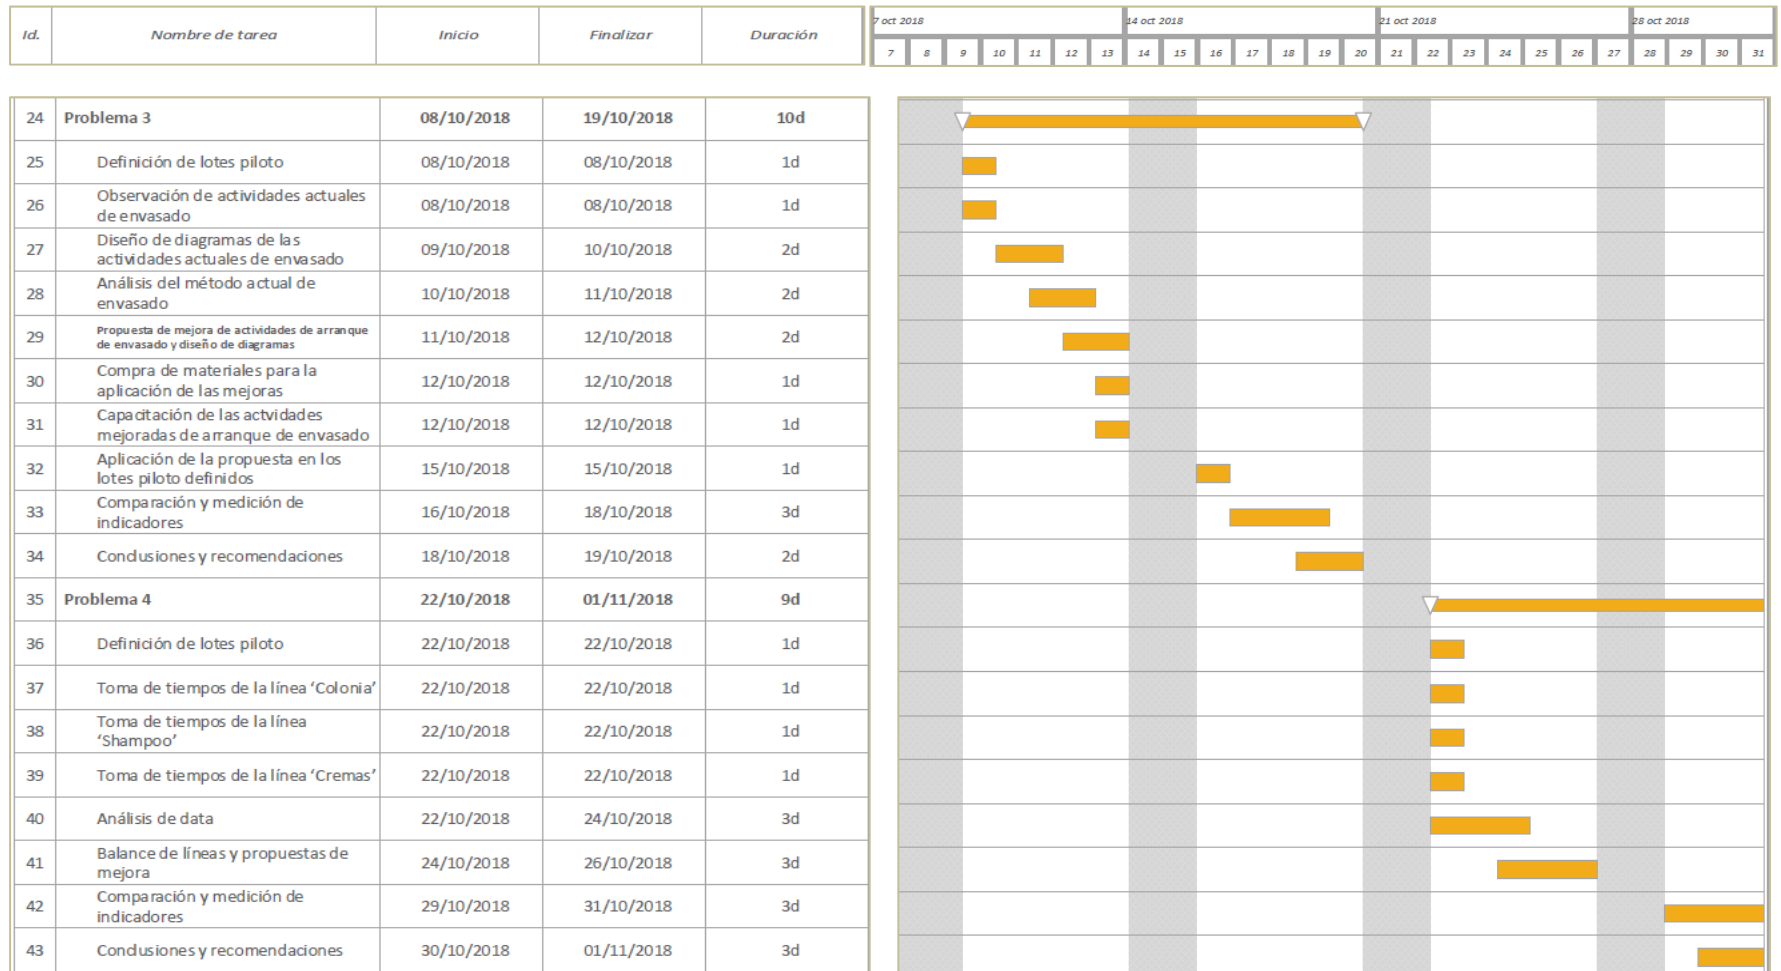 Id. Nombre de tarea Inicio Finalizar Duración
7 oct 2018 14 oct 2018 21 oct 2018 28 oct 2018
7 8 9 10 11 12 13 14 15 16 17 18 19 20 21 22 23 24 25 26 27 28 29 30 31
24 Problema 3 08/10/2018 19/10/2018 10d
25 Definición de lotes piloto 08/10/2018 08/10/2018 1d
26 Observación de actividades actuales
de envasado 08/10/2018 08/10/2018 1d
27 Diseño de diagramas de las
actividades actuales de envasado 09/10/2018 10/10/2018 2d
28 Análisis del método actual de
envasado 10/10/2018 11/10/2018 2d
29 Propuesta de mejora de actividades de arranque
de envasado y diseño de diagramas 11/10/2018 12/10/2018 2d
30 Compra de materiales para la
aplicación de las mejoras 12/10/2018 12/10/2018 1d
31 Capacitación de las actvidades
mejoradas de arranque de envasado 12/10/2018 12/10/2018 1d
32 Aplicación de la propuesta en los
lotes piloto definidos 15/10/2018 15/10/2018 1d
33 Comparación y medición de
indicadores 16/10/2018 18/10/2018 3d
34 Conclusiones y recomendaciones 18/10/2018 19/10/2018 2d
35 Problema 4 22/10/2018 01/11/2018 9d
36 Definición de lotes piloto 22/10/2018 22/10/2018 1d
37 Toma de tiempos de la línea ‘Colonia’ 22/10/2018 22/10/2018 1d
38 Toma de tiempos de la línea
‘Shampoo’ 22/10/2018 22/10/2018 1d
39 Toma de tiempos de la línea ‘Cremas’ 22/10/2018 22/10/2018 1d
40 Análisis de data 22/10/2018 24/10/2018 3d
41 Balance de líneas y propuestas de
mejora 24/10/2018 26/10/2018 3d
42 Comparación y medición de
indicadores 29/10/2018 31/10/2018 3d
43 Conclusiones y recomendaciones 30/10/2018 01/11/2018 3d